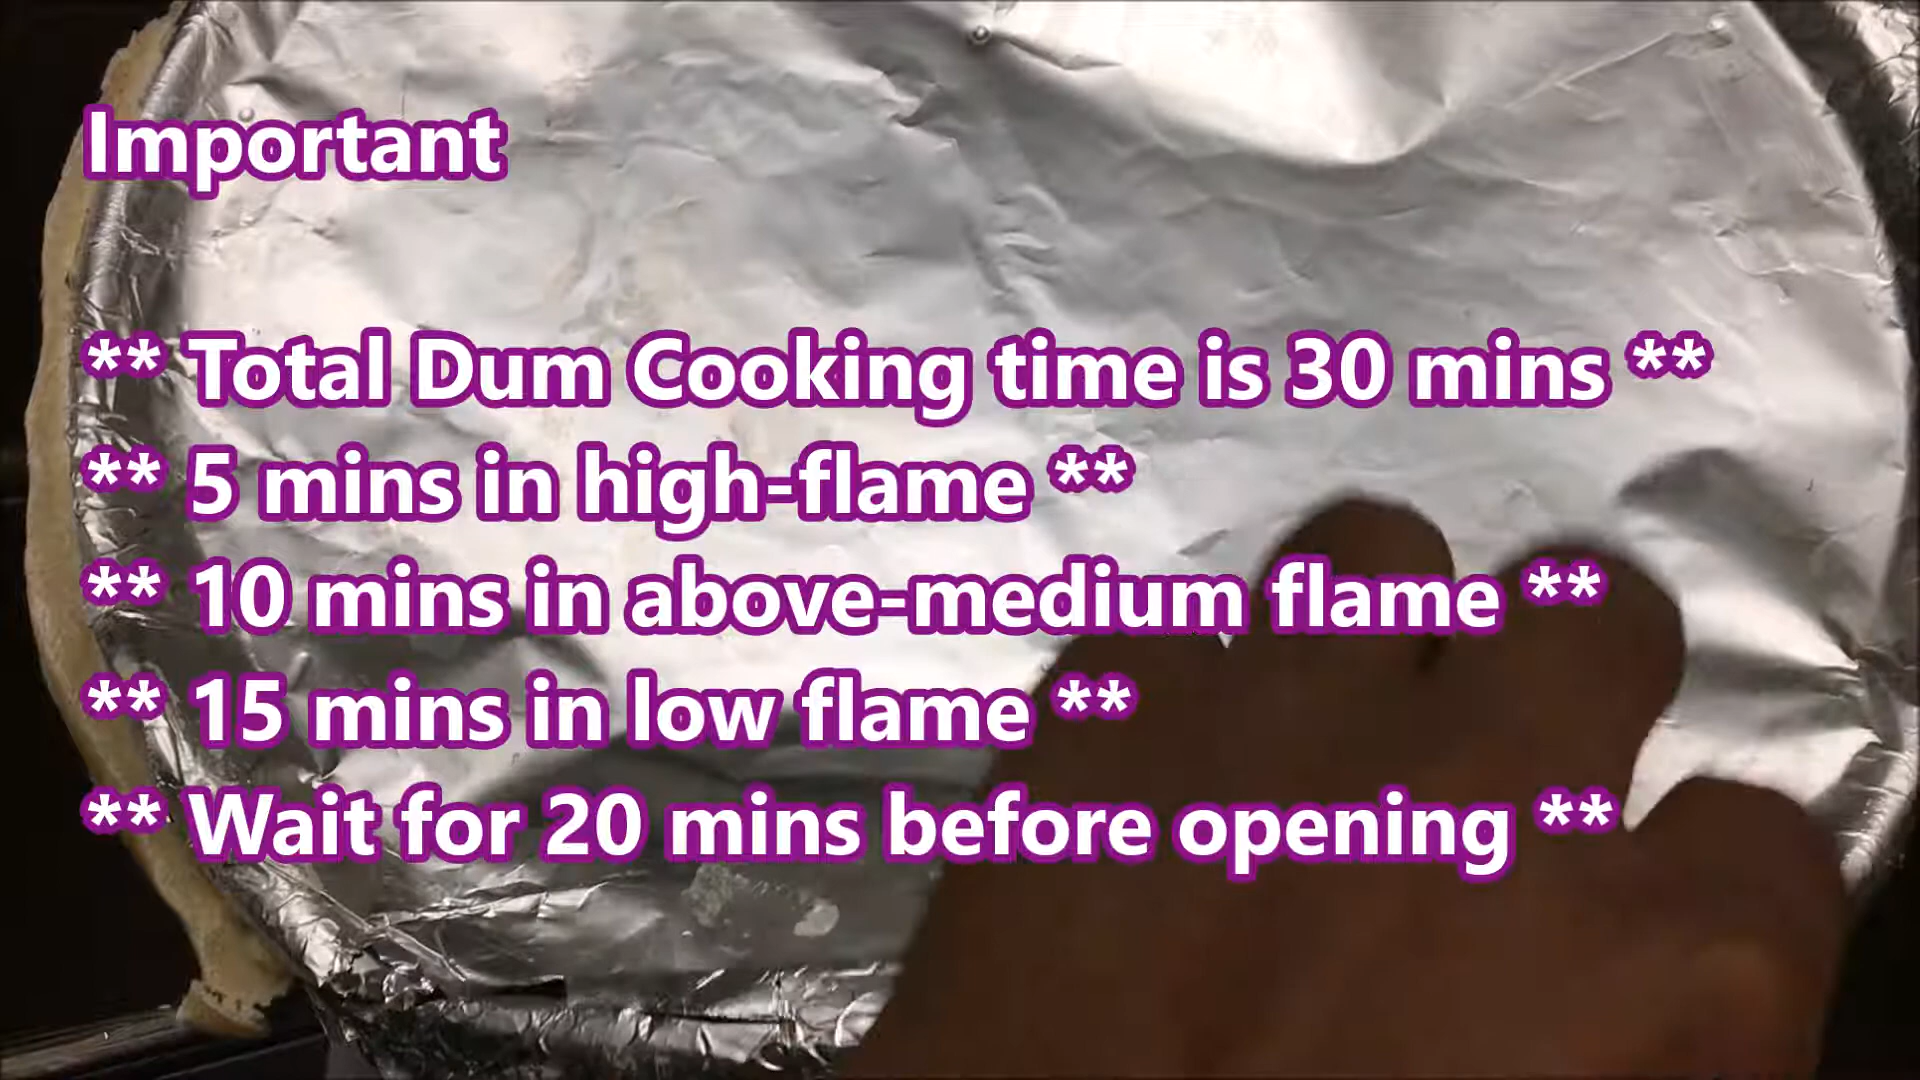 Important
** Total Dum Cooking time is 30 mins **
** 5 mins in high-flame **
** 10 mins in above-medium flame **
** 15 mins in low flame **
** Wait for 20 mins before opening **